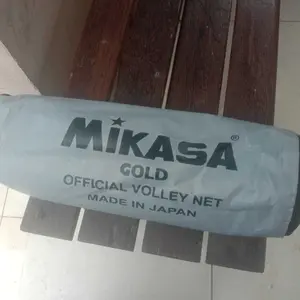 MiKASA®
GOLD
OFFICIAL VOLLEY NET
MADE IN JAPAN